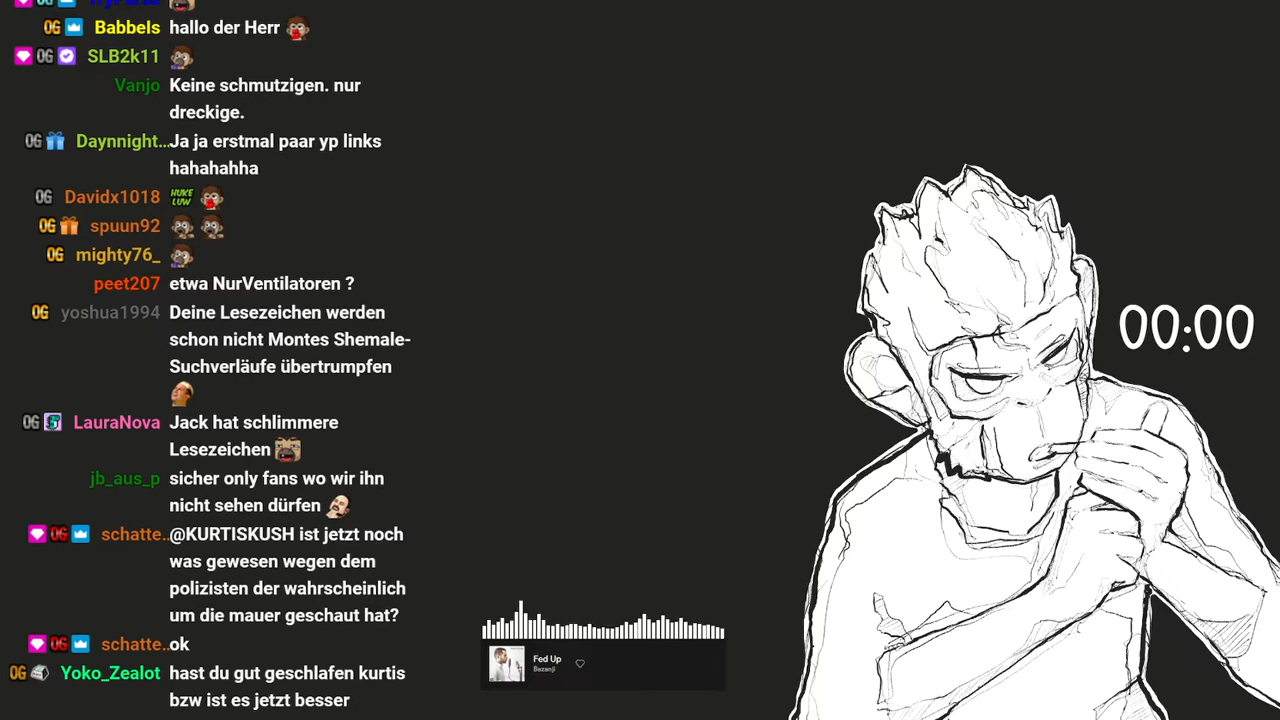 Babbels hallo der Herr
SLB2k11
Vanjo Keine schmutzigen. nur
dreckige.
Daynnight… Ja ja erstmal paar yp links
hahahahha
Davidx1018 HUKE LUW
spuun92
mighty76_
peet207 etwa NurVentilatoren ?
yoshua1994 Deine Lesezeichen werden
schon nicht Montes Shemale-
Suchverläufe übertrumpfen
LauraNova Jack hat schlimmere
Lesezeichen
jb_aus_p sicher only fans wo wir ihn
nicht sehen dürfen
schatte… @KURTISKUSH ist jetzt noch
was gewesen wegen dem
polizisten der wahrscheinlich
um die mauer geschaut hat?
schatte… ok
Yoko_Zealot hast du gut geschlafen kurtis
bzw ist es jetzt besser
00:00
Fed Up
Bazanji